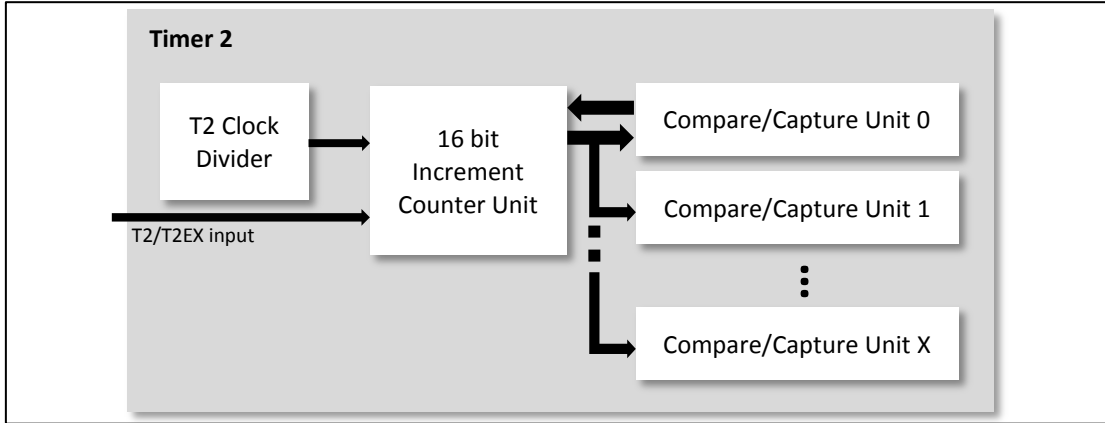 Timer 2
T2 Clock
Divider
16 bit
Increment
Counter Unit
T2/T2EX input
Compare/Capture Unit 0
Compare/Capture Unit 1
Compare/Capture Unit X